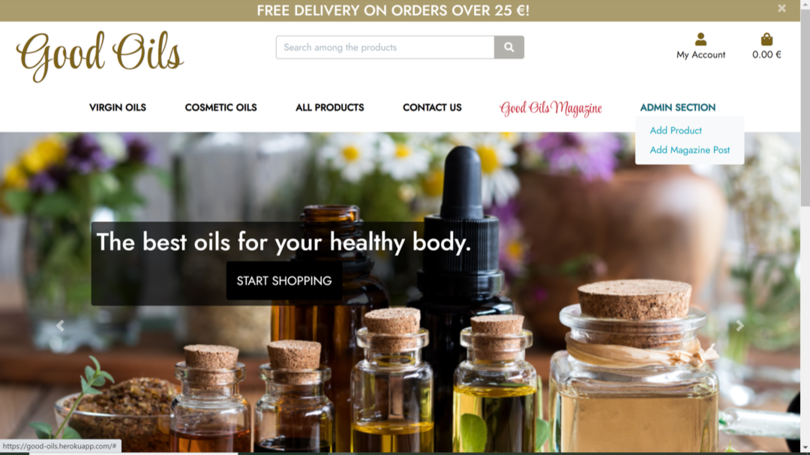 FREE DELIVERY ON ORDERS OVER 25 €!
Good Oils
Search among the products
My Account
0.00 €
VIRGIN OILS
COSMETIC OILS
ALL PRODUCTS
CONTACT US
Good Oils Magazine
ADMIN SECTION
Add Product
Add Magazine Post
The best oils for your healthy body.
START SHOPPING
https://good-oils.herokuapp.com/#